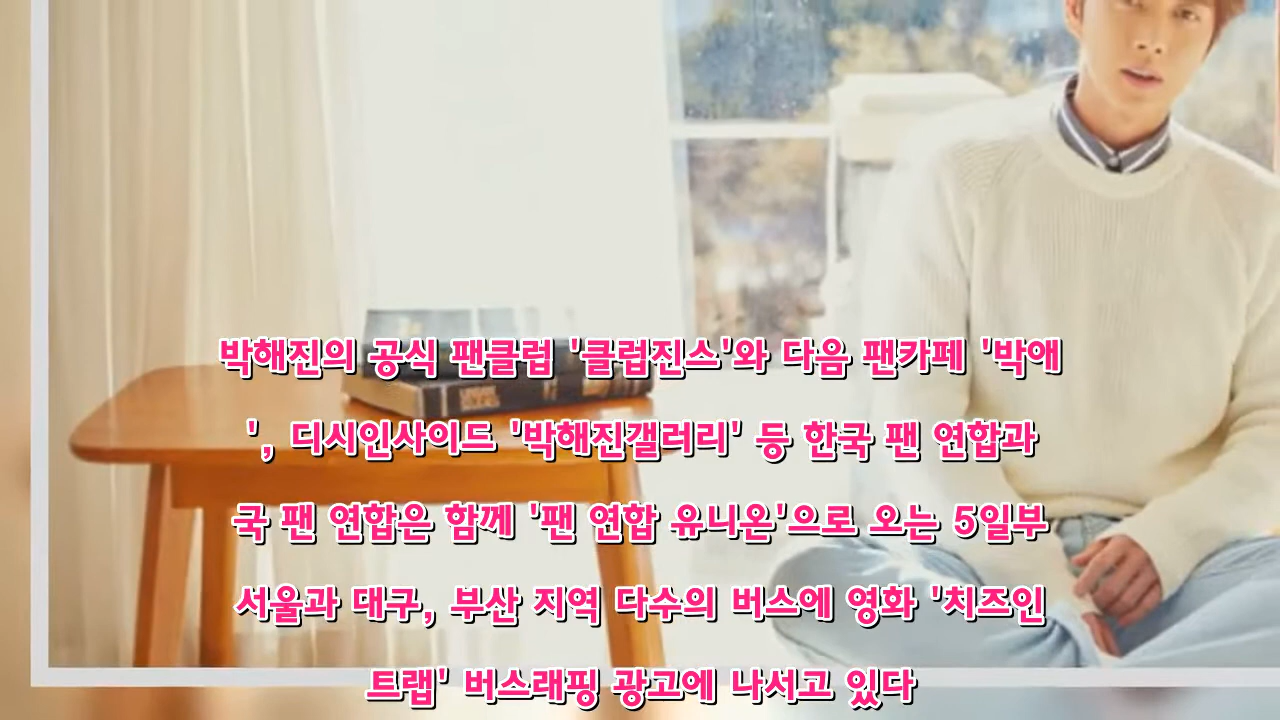 박해진의 공식 팬클럽 '클럽진스'와 다음 팬카페 '박애
', 디시인사이드 '박해진갤러리' 등 한국 팬 연합과
국 팬 연합은 함께 '팬 연합 유니온'으로 오는 5일부
서울과 대구, 부산 지역 다수의 버스에 영화 '치즈인
트랩' 버스래핑 광고에 나서고 있다